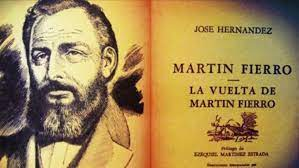 JOSE HERNANDEZ
MARTIN FIERRO
LA VUELTA DE
MARTIN FIERRO
Prólogo de
EZEQUIEL MARTINEZ ESTRADA